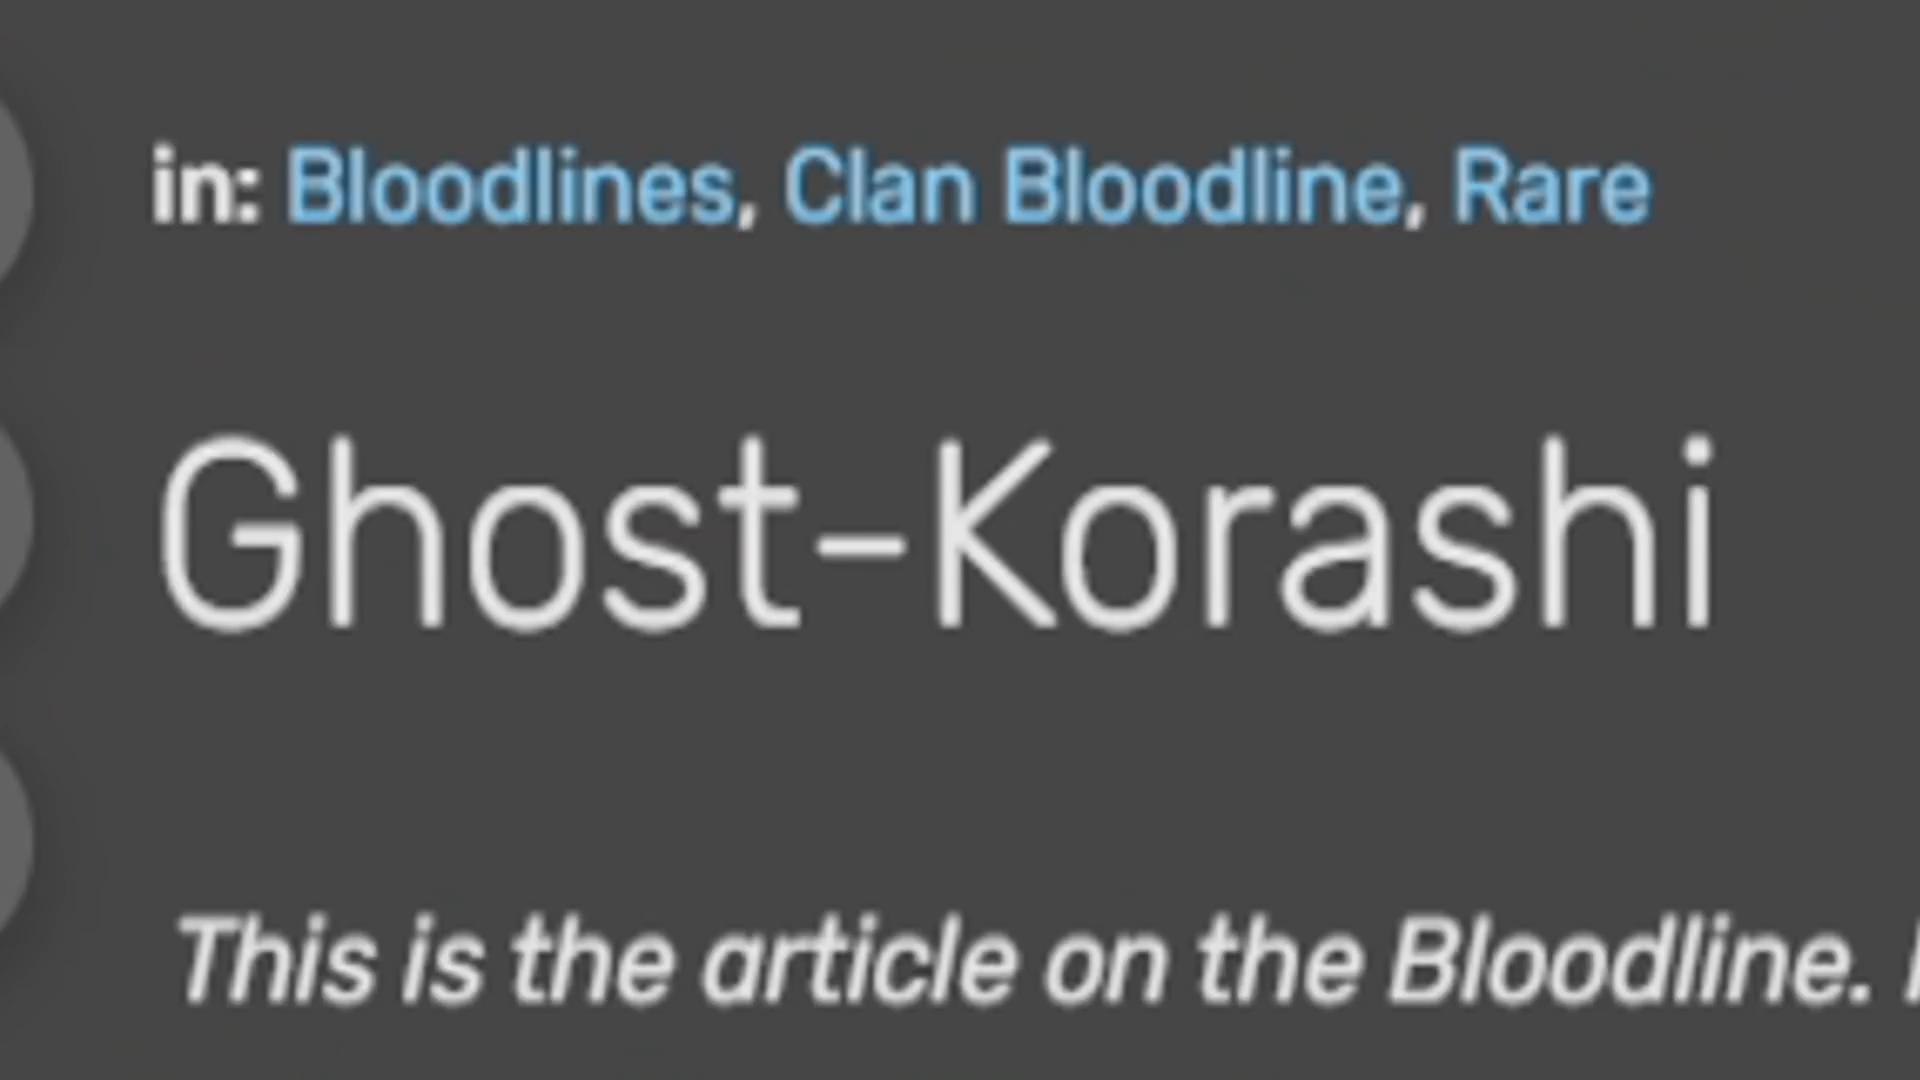 in: Bloodlines, Clan Bloodline, Rare
Ghost-Korashi
This is the article on the Bloodline.